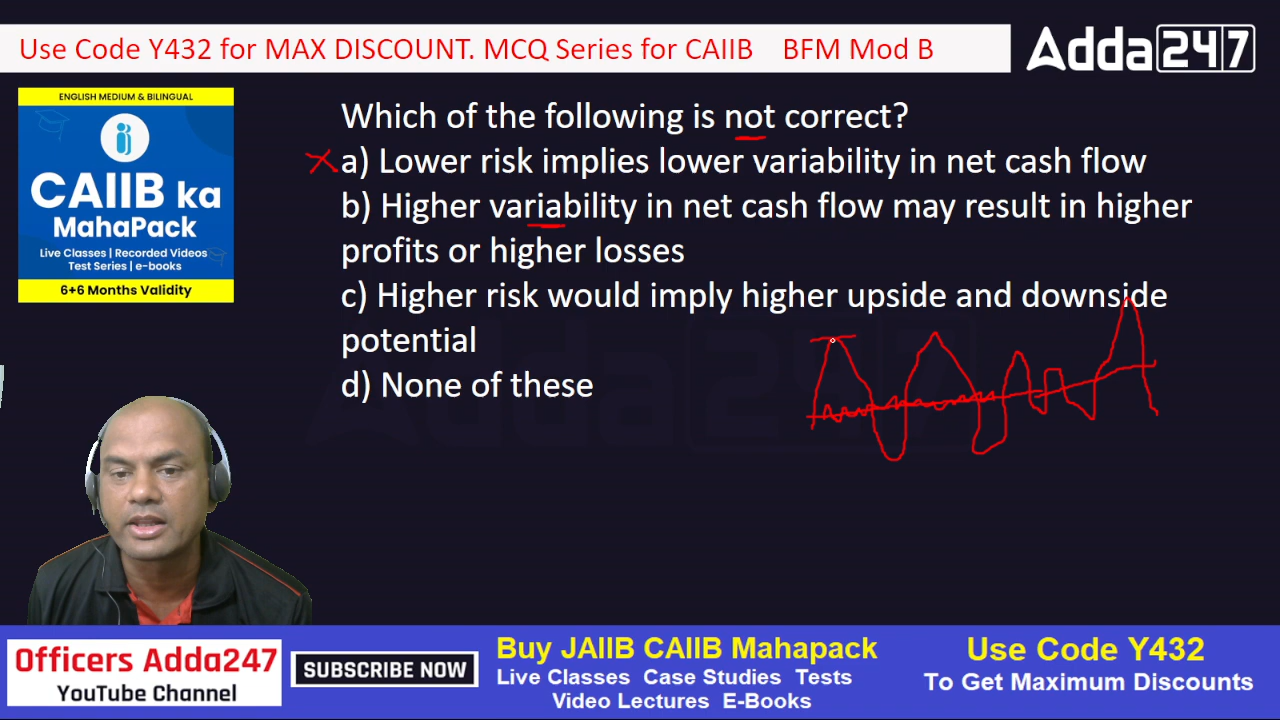 Use Code Y432 for MAX DISCOUNT. MCQ Series for CAIIB BFM Mod B
Adda247
ENGLISH MEDIUM & BILINGUAL
CAIIB ka
MahaPack
Live Classes | Recorded Videos
Test Series | e-books
6+6 Months Validity
Which of the following is not correct?
a) Lower risk implies lower variability in net cash flow
b) Higher variability in net cash flow may result in higher
profits or higher losses
c) Higher risk would imply higher upside and downside
potential
d) None of these
Officers Adda247
YouTube Channel
SUBSCRIBE NOW
Buy JAIIB CAIIB Mahapack
Live Classes Case Studies Tests
Video Lectures E-Books
Use Code Y432
To Get Maximum Discounts